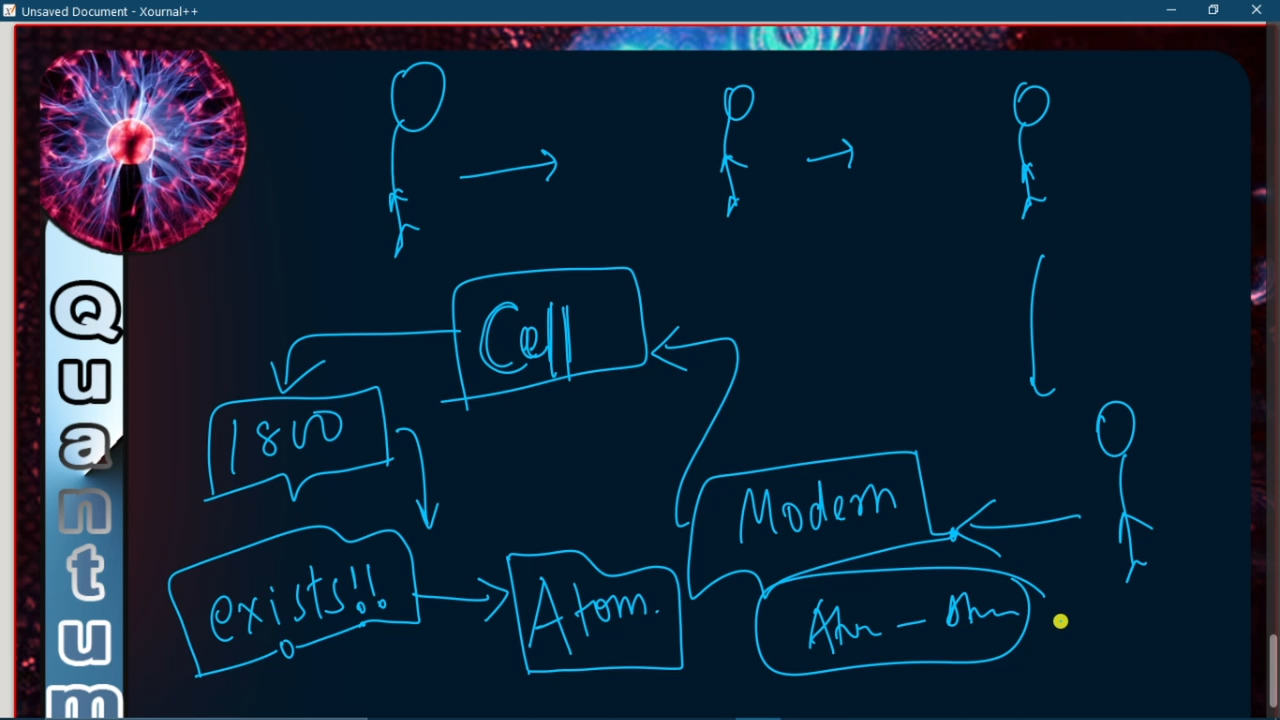 Unsaved Document - Xournal++
Cell
1800
Modern
exists!!
Atom.
Quantum